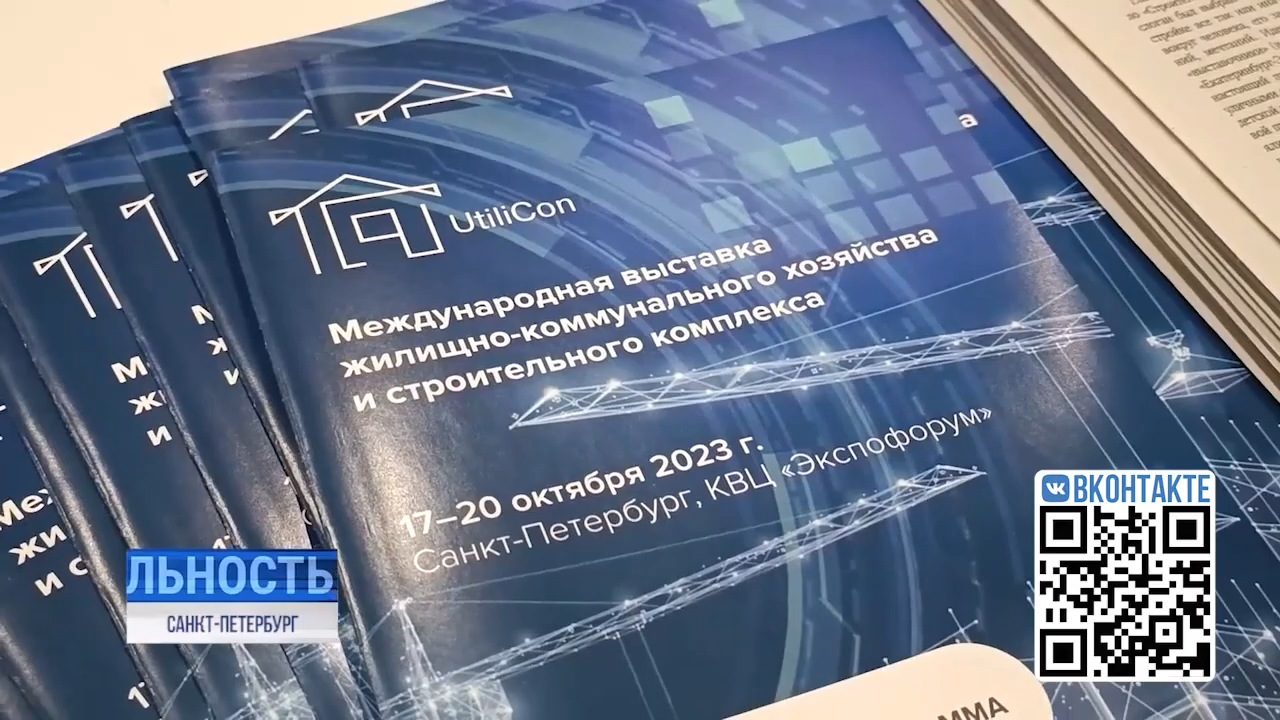 UtiliCon
Международная выставка
жилищно-коммунального хозяйства
и строительного комплекса
17–20 октября 2023 г.
Санкт-Петербург, КВЦ «Экспофорум»
ЛЬНОСТЬ
САНКТ-ПЕТЕРБУРГ
ВКОНТАКТЕ